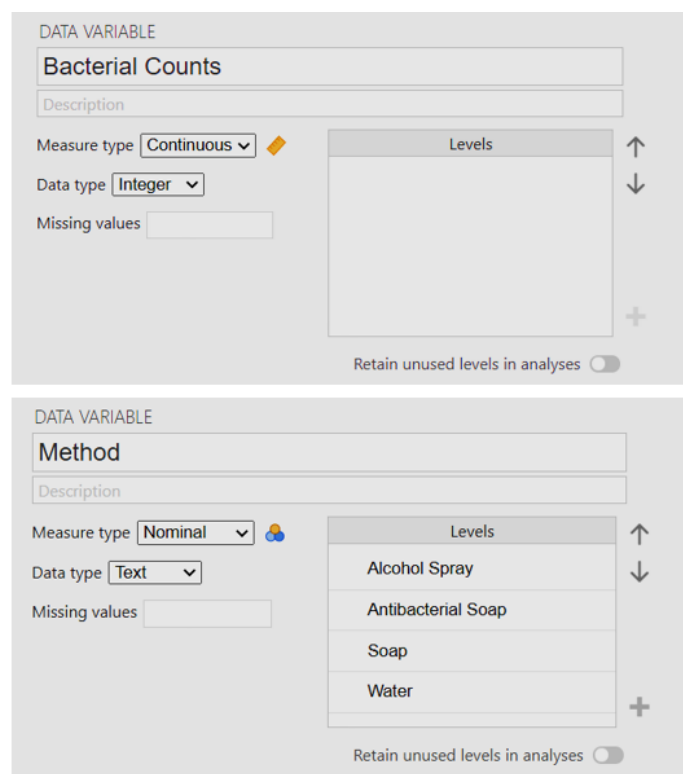 DATA VARIABLE
Bacterial Counts
Description
Measure type Continuous
Levels
Data type Integer
Missing values
Retain unused levels in analyses
DATA VARIABLE
Method
Description
Measure type Nominal
Levels
Data type Text
Alcohol Spray
Missing values
Antibacterial Soap
Soap
Water
Retain unused levels in analyses